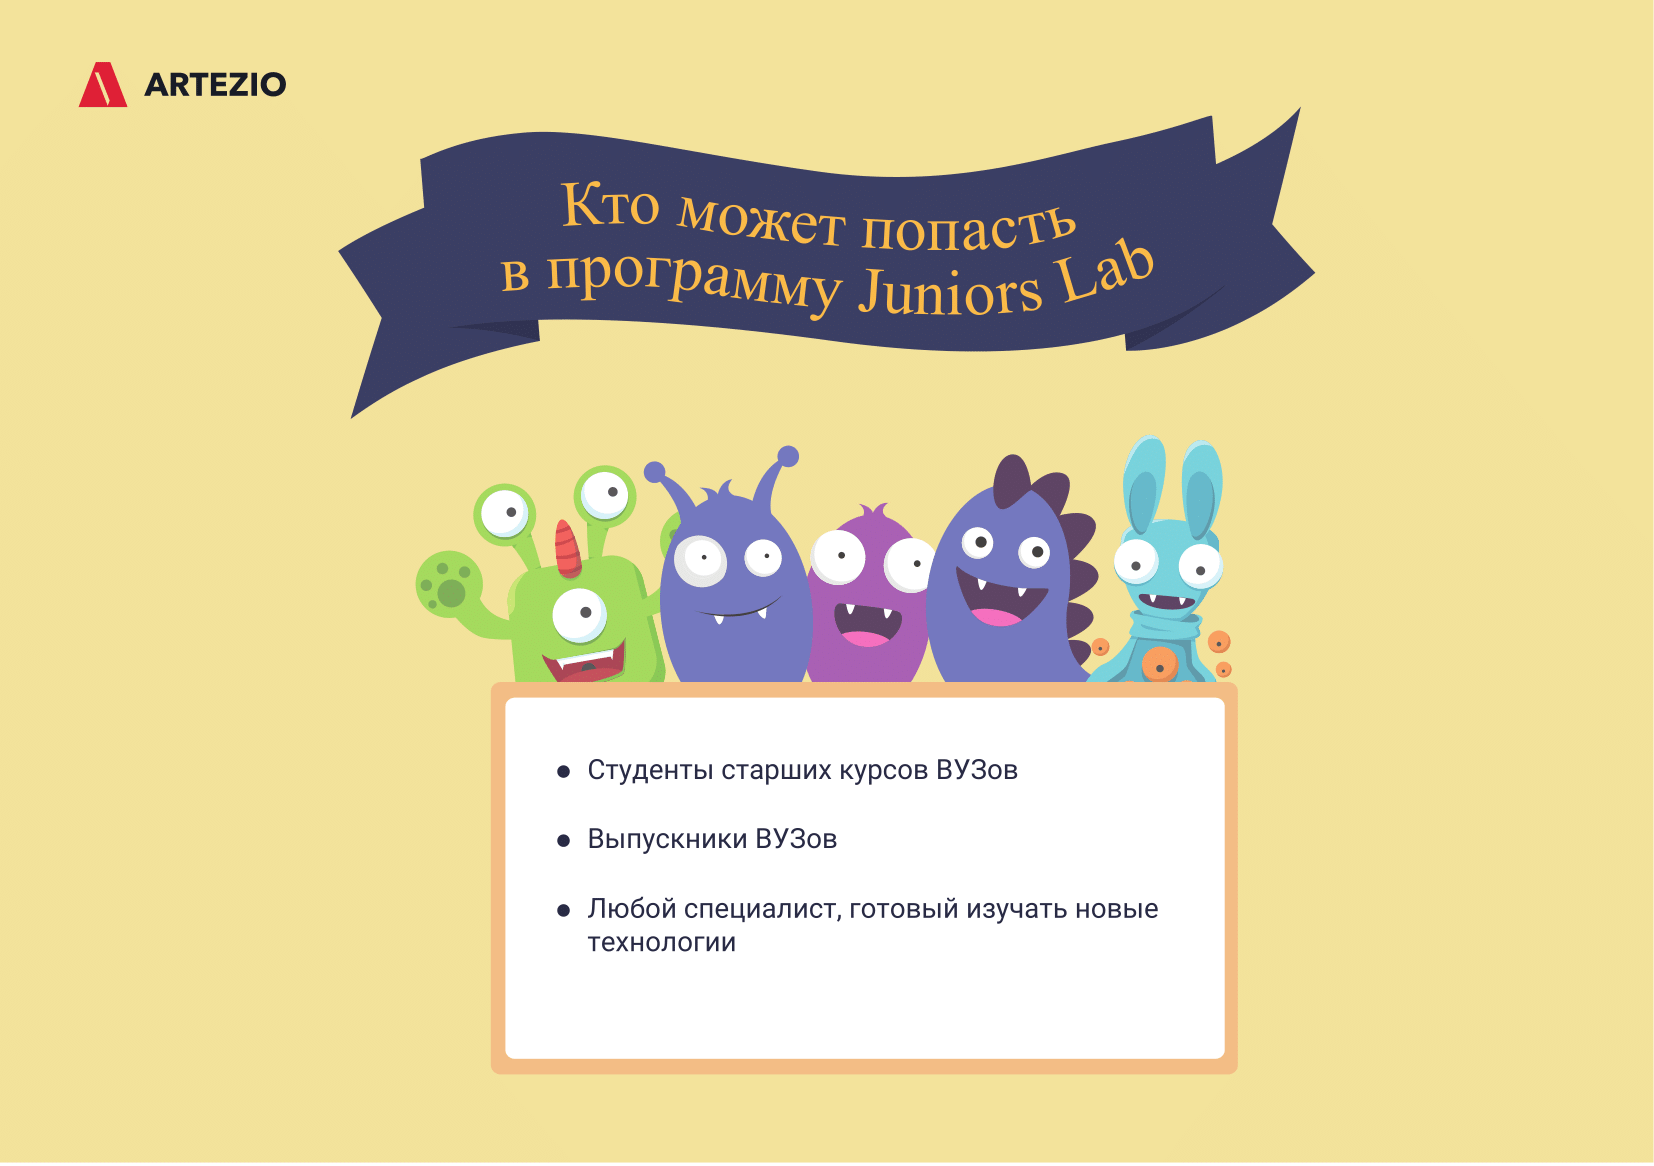 ARTEZIO
Кто может попасть
в программу Juniors Lab
Студенты старших курсов ВУЗов
Выпускники ВУЗов
Любой специалист, готовый изучать новые
технологии